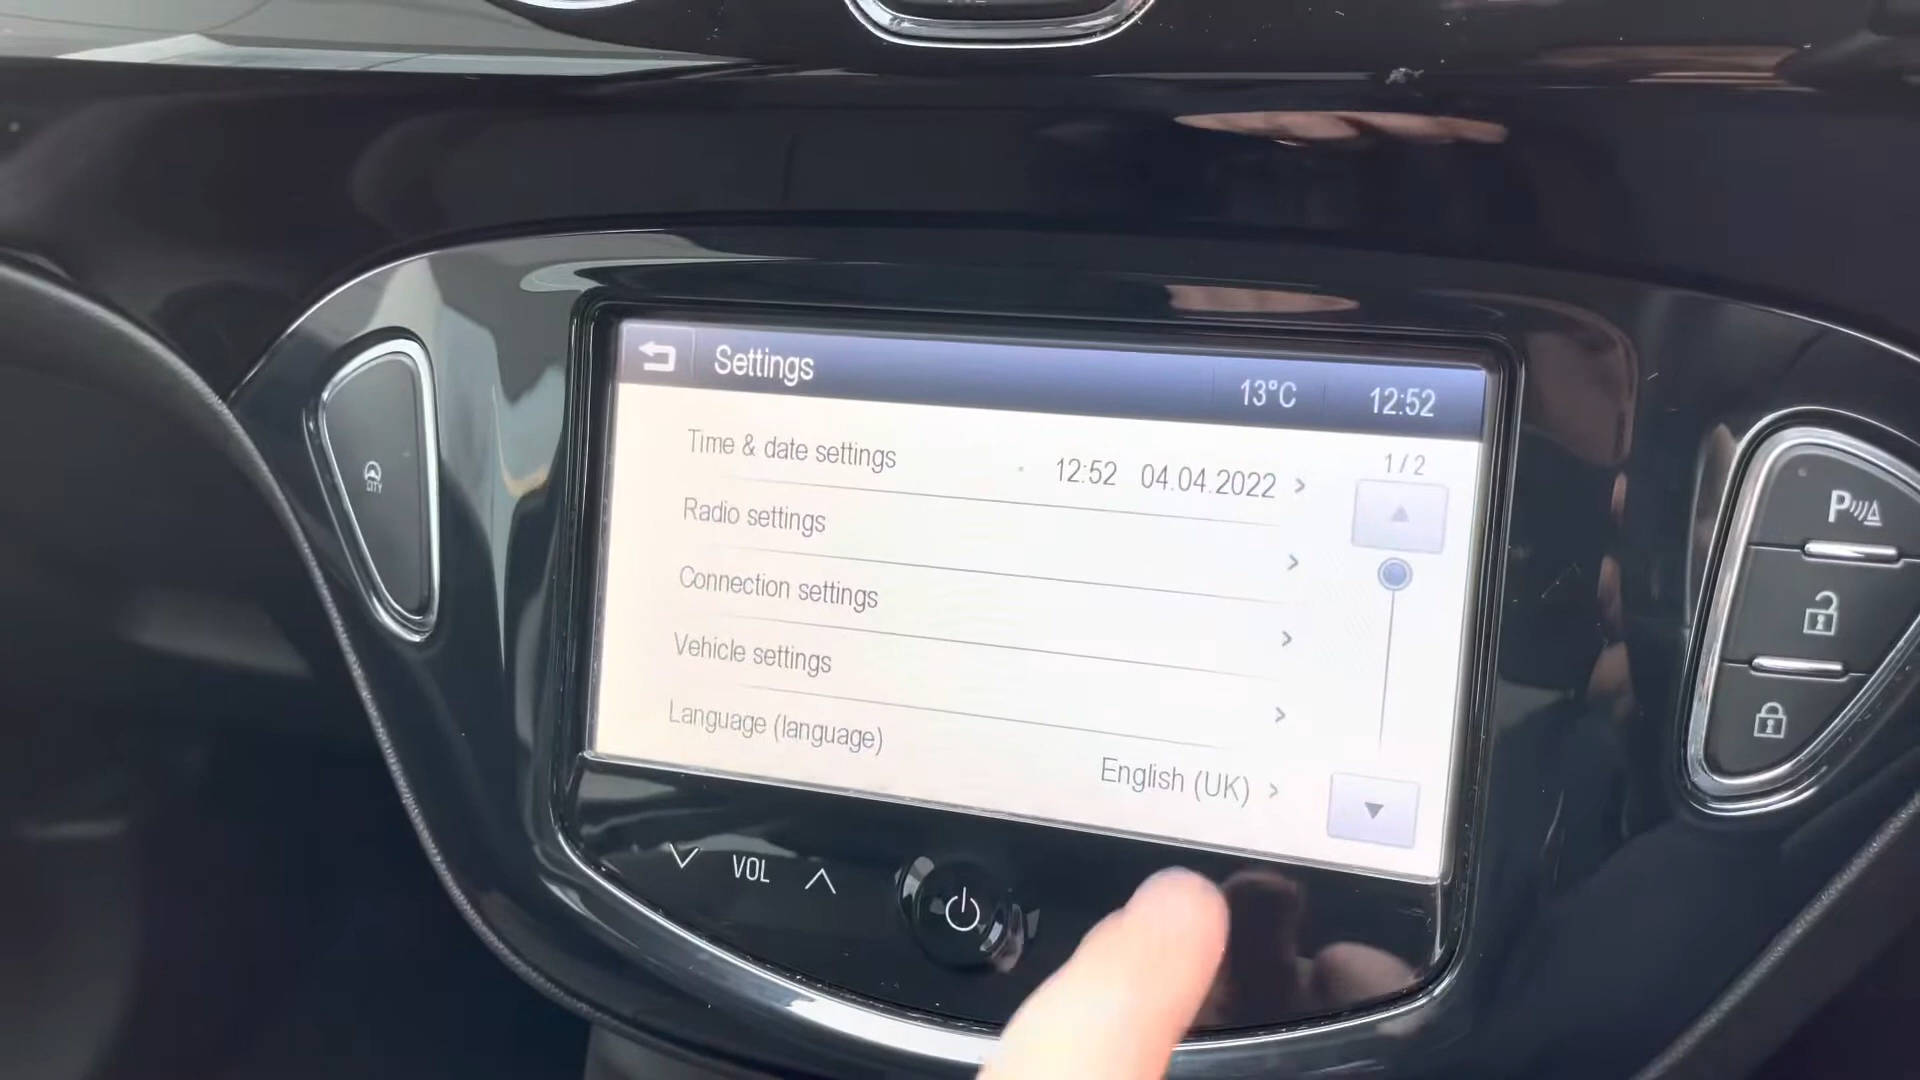 Settings
13°C
12:52
Time & date settings 12:52 04.04.2022 >
1/2
Radio settings >
Connection settings >
Vehicle settings >
Language (language) English (UK) >
CITY
P
VOL